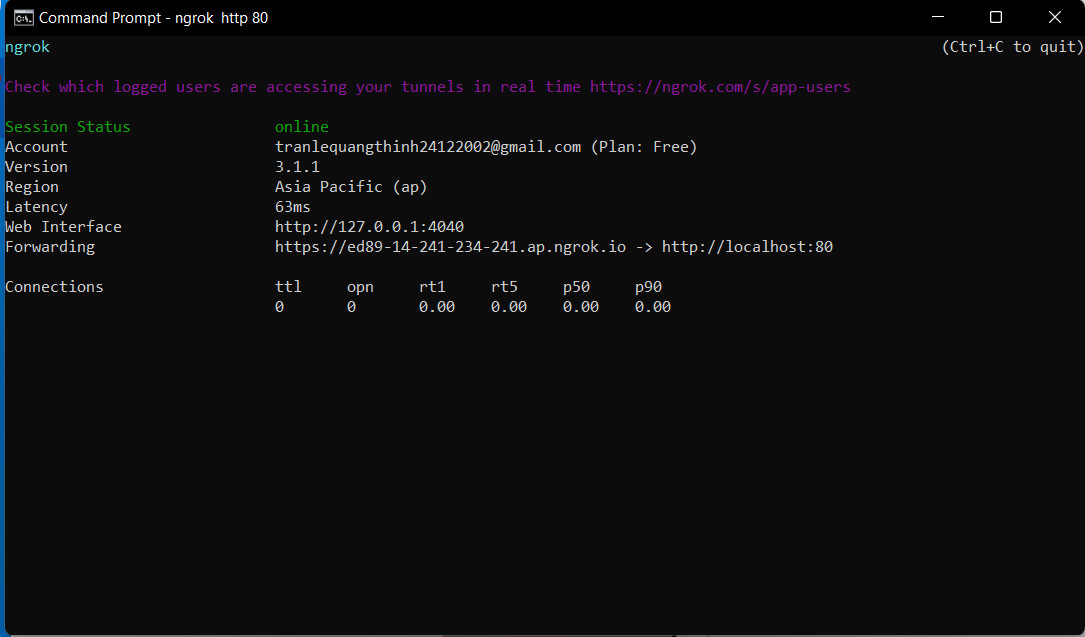 Command Prompt - ngrok http 80
ngrok (Ctrl+C to quit)
Check which logged users are accessing your tunnels in real time https://ngrok.com/s/app-users
Session Status online
Account tranlequangthinh24122002@gmail.com (Plan: Free)
Version 3.1.1
Region Asia Pacific (ap)
Latency 63ms
Web Interface http://127.0.0.1:4040
Forwarding https://ed89-14-241-234-241.ap.ngrok.io -> http://localhost:80
Connections ttl opn rt1 rt5 p50 p90
0 0 0.00 0.00 0.00 0.00